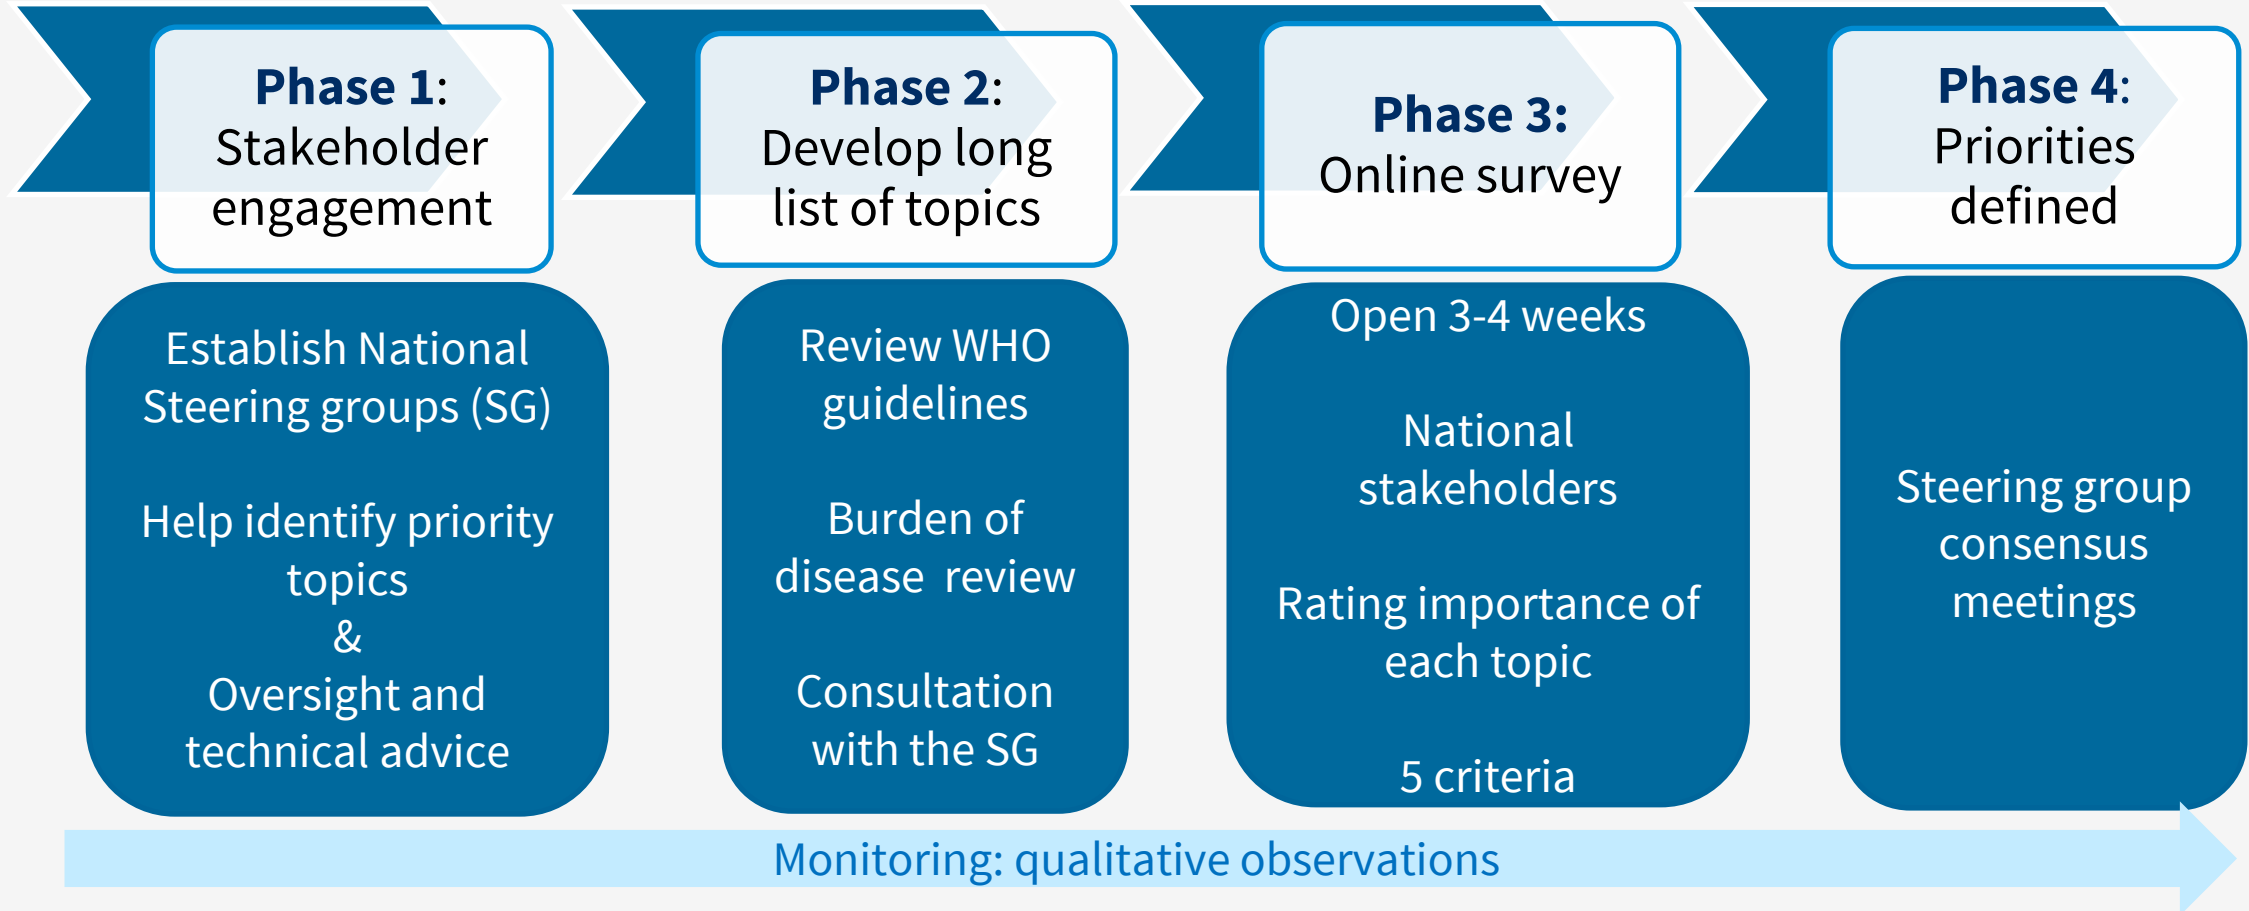 Phase 1:
Stakeholder
engagement
Establish National
Steering groups (SG)
Help identify priority
topics
&
Oversight and
technical advice
Phase 2:
Develop long
list of topics
Review WHO
guidelines
Burden of
disease  review
Consultation
with the SG
Phase 3:
Online survey
Open 3-4 weeks
National
stakeholders
Rating importance of
each topic
5 criteria
Phase 4:
Priorities
defined
Steering group
consensus
meetings
Monitoring: qualitative observations